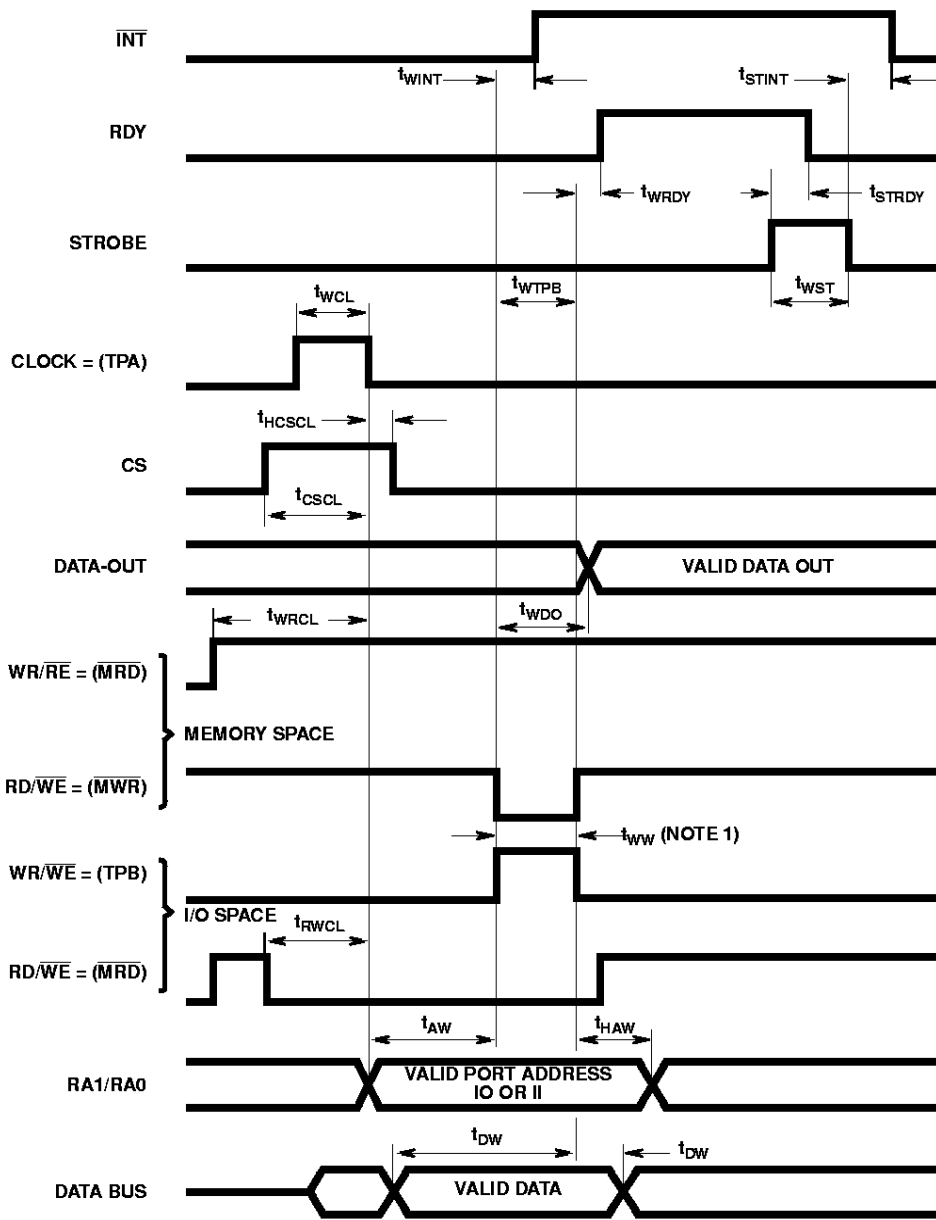 INT
tWINT
tSTINT
RDY
tWRDY
tSTRDY
STROBE
tWTPB
tWST
tWCL
CLOCK = (TPA)
tHCSCL
CS
tCSCL
DATA-OUT
VALID DATA OUT
tWRCL
tWDO
WR/RE = (MRD)
MEMORY SPACE
RD/WE = (MWR)
tWW (NOTE 1)
WR/WE = (TPB)
I/O SPACE
tRWCL
RD/WE = (MRD)
tAW
tHAW
RA1/RA0
VALID PORT ADDRESS
IO OR II
tDW
tDW
DATA BUS
VALID DATA